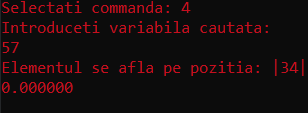 Selectati commanda: 4
Introduceti variabila cautata:
57
Elementul se afla pe pozitia: |34|
0.000000